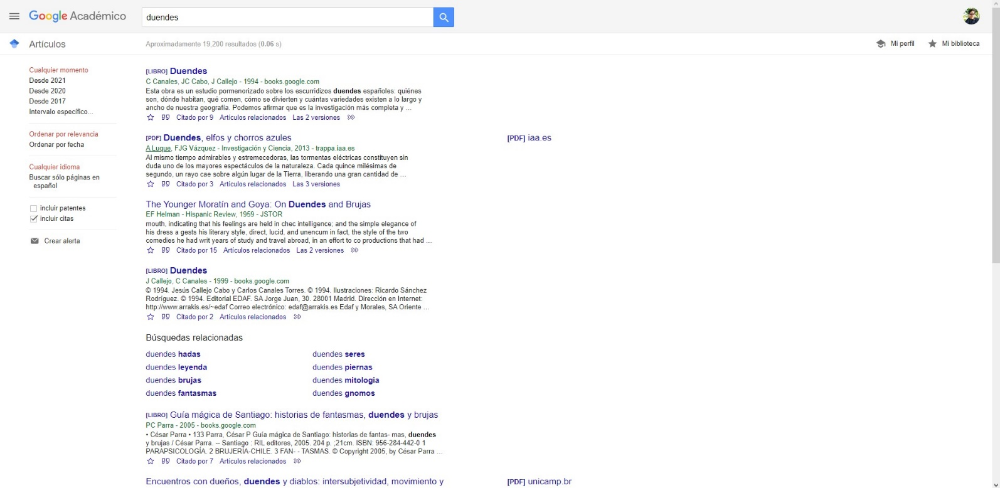 Google Académico
duendes
Artículos
Aproximadamente 19,200 resultados (0.06 s)
Mi perfil
Mi biblioteca
Cualquier momento
Desde 2021
Desde 2020
Desde 2017
Intervalo específico...
Ordenar por relevancia
Ordenar por fecha
Cualquier idioma
Buscar sólo páginas en
español
incluir patentes
incluir citas
Crear alerta
[LIBRO] Duendes
C Canales, JC Cabo, J Callejo - 1994 - books.google.com
Esta obra es un estudio pormenorizado sobre los escurridizos duendes españoles: quiénes
son, dónde habitan, qué comen, cómo se divierten y cuántas variedades existen a lo largo y
ancho de nuestra geografía. Podemos afirmar que es la investigación más completa y ...
Citado por 9 Artículos relacionados Las 2 versiones
[PDF] Duendes, elfos y chorros azules
[PDF] iaa.es
A Luque, FJG Vázquez - Investigación y Ciencia, 2013 - trappa.iaa.es
Al mismo tiempo admirables y estremecedoras, las tormentas eléctricas constituyen sin
duda uno de los mayores espectáculos de la naturaleza. Cada quince milésimas de
segundo, un rayo cae sobre algún lugar de la Tierra, liberando una gran cantidad de ...
Citado por 3 Artículos relacionados Las 3 versiones
The Younger Moratín and Goya: On Duendes and Brujas
EF Helman - Hispanic Review, 1959 - JSTOR
mouth, indicating that his feelings are held in chec intelligence; and the simple elegance of
his dress a gests his literary style, direct, lucid, and unencum in fact, the style of the two
comedies he had writ years of study and travel abroad, in an effort to co productions that had ...
Citado por 15 Artículos relacionados Las 2 versiones
[LIBRO] Duendes
J Callejo, C Canales - 1999 - books.google.com
© 1994. Jesús Callejo Cabo y Carlos Canales Torres. © 1994. Ilustraciones: Ricardo Sánchez
Rodríguez. © 1994. Editorial EDAF. SA Jorge Juan, 30. 28001 Madrid. Dirección en Internet:
http://www.arrakis.es/~edaf Correo electrónico: edaf@arrakis.es Edaf y Morales, SA Oriente ...
Citado por 2 Artículos relacionados
Búsquedas relacionadas
duendes hadas
duendes seres
duendes leyenda
duendes piernas
duendes brujas
duendes mitologia
duendes fantasmas
duendes gnomos
[LIBRO] Guía mágica de Santiago: historias de fantasmas, duendes y brujas
PC Parra - 2005 - books.google.com
• César Parra • 133 Parra, César P Guía mágica de Santiago: historias de fantas- mas, duendes
y brujas / César Parra. -- Santiago : RIL editores, 2005. 204 p. ;21cm. ISBN: 956-284-442-0 1
PARAPSICOLOGÍA. 2 BRUJERÍA-CHILE. 3 FAN- - TASMAS. © Copyright 2005, by César Parra ...
Citado por 7 Artículos relacionados
Encuentros con dueños, duendes y diablos: intersubjetividad, movimiento y
[PDF] unicamp.br